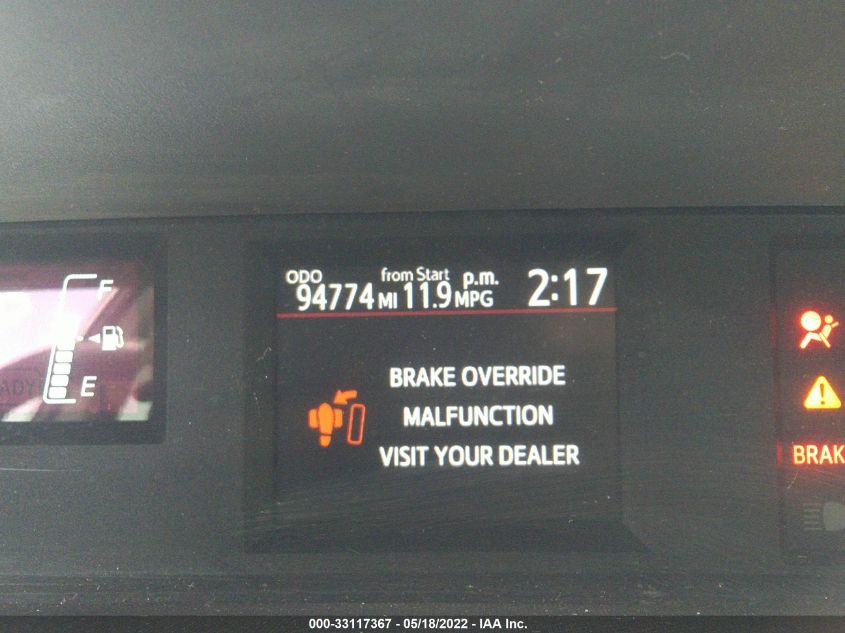 ODO from Start p.m.
94774 MI 11.9 MPG 2:17
F
E
BRAKE OVERRIDE
MALFUNCTION
VISIT YOUR DEALER
BRAK
000-33117367 - 05/18/2022 - IAA Inc.